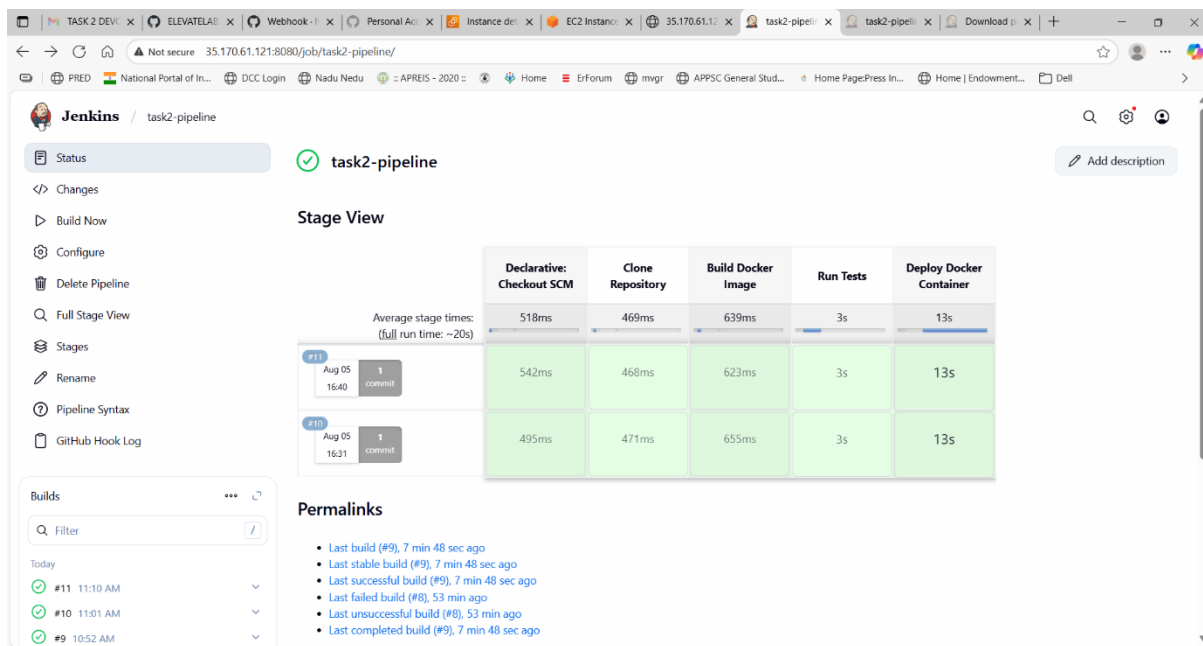 TASK 2 DEVO
ELEVATELAB
Webhook - h
Personal Acc
Instance det
EC2 Instance
35.170.61.12
task2-pipelin
task2-pipelin
Download p
Not secure 35.170.61.121:8080/job/task2-pipeline/
PRED
National Portal of In...
DCC Login
Nadu Nedu
:: APREIS - 2020 ::
Home
ErForum
mvgr
APPSC General Stud...
Home Page:Press In...
Home | Endowment...
Dell
Jenkins / task2-pipeline
Status
Changes
Build Now
Configure
Delete Pipeline
Full Stage View
Stages
Rename
Pipeline Syntax
GitHub Hook Log
Builds
Filter /
Today
#11 11:10 AM
#10 11:01 AM
#9 10:52 AM
task2-pipeline
Add description
Stage View
Declarative: Clone Build Docker Run Tests Deploy Docker
Checkout SCM Repository Image Container
Average stage times: 518ms 469ms 639ms 3s 13s
(full run time: ~20s)
#11
Aug 05 1
16:40 commit
542ms 468ms 623ms 3s 13s
#10
Aug 05 1
16:31 commit
495ms 471ms 655ms 3s 13s
Permalinks
Last build (#9), 7 min 48 sec ago
Last stable build (#9), 7 min 48 sec ago
Last successful build (#9), 7 min 48 sec ago
Last failed build (#8), 53 min ago
Last unsuccessful build (#8), 53 min ago
Last completed build (#9), 7 min 48 sec ago